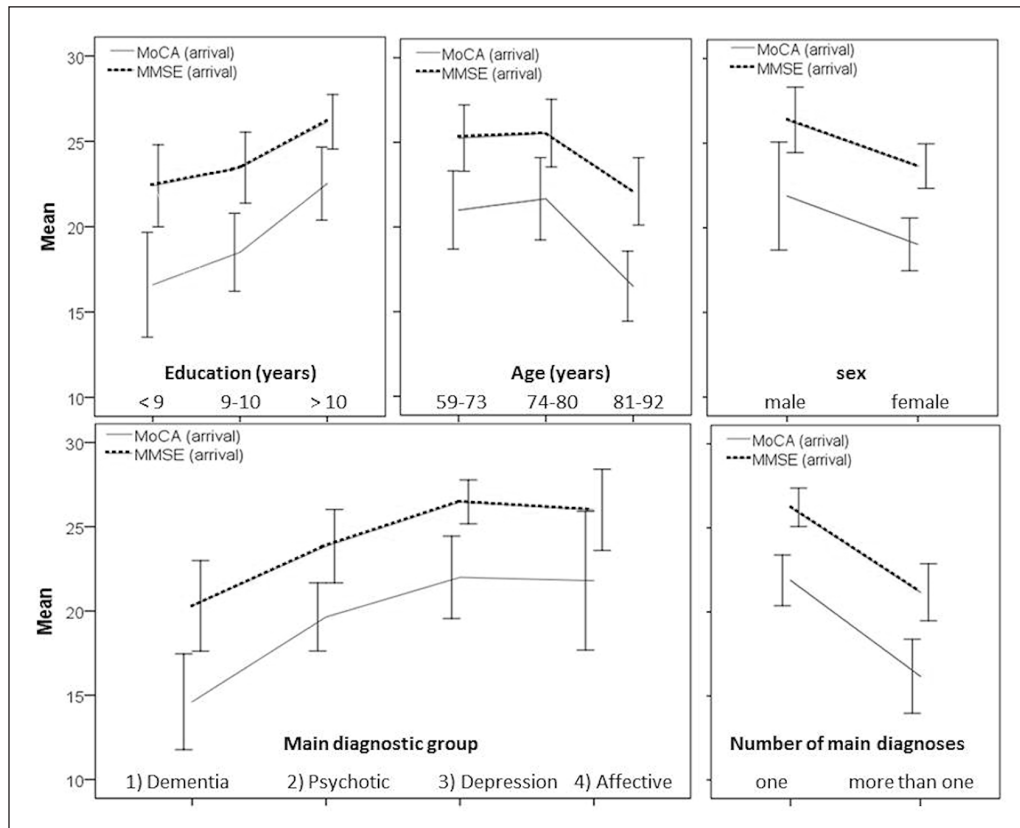 MoCA (arrival)
MMSE (arrival)
30
25
20
15
10
Mean
Education (years)
< 9 9-10 > 10
MoCA (arrival)
MMSE (arrival)
Age (years)
59-73 74-80 81-92
MoCA (arrival)
MMSE (arrival)
sex
male female
MoCA (arrival)
MMSE (arrival)
30
25
20
15
10
Mean
Main diagnostic group
1) Dementia 2) Psychotic 3) Depression 4) Affective
MoCA (arrival)
MMSE (arrival)
Number of main diagnoses
one more than one